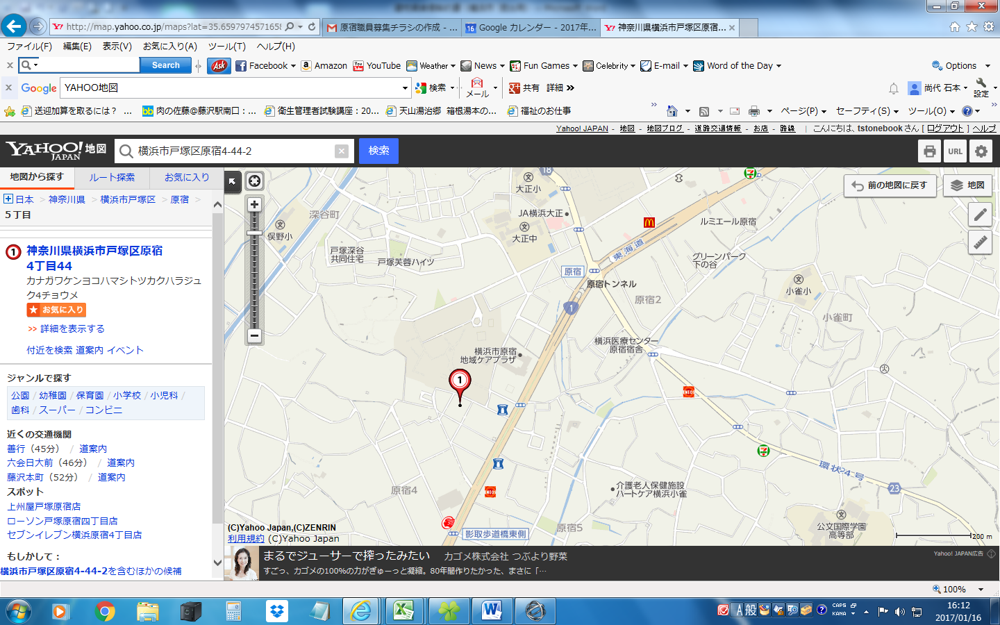 http://map.yahoo.co.jp/maps?lat=35.6597974571658
原宿職員募集チラシの作成 - ...
Google カレンダー - 2017年...
神奈川県横浜市戸塚区原宿...
ファイル(F) 編集(E) 表示(V) お気に入り(A) ツール(T) ヘルプ(H)
Search Ask Facebook Amazon YouTube Weather News Fun Games Celebrity E-mail Word of the Day Options
Google YAHOO地図 検索 メール 共有 詳細 尚代 石本 設定
送迎加算を取るには？ ...
肉の佐藤@藤沢駅南口：...
衛生管理者試験講座：20...
天山湯治郷 箱根湯本の...
福祉のお仕事
ページ(P) セーフティ(S) ツール(O)
Yahoo! JAPAN - 地図 - 地図ブログ - 道路交通情報 - お店 - 路線 | こんにちは、tstonebookさん [ ログアウト ] ヘルプ
YAHOO! JAPAN 地図
横浜市戸塚区原宿4-44-2
検索
URL
地図から探す ルート探索 お気に入り
日本 > 神奈川県 > 横浜市戸塚区 > 原宿 >
5丁目
1 神奈川県横浜市戸塚区原宿
4丁目44
カナガワケンヨコハマシトツカクハラジュ
ク4チョウメ
お気に入り
>> 詳細を表示する
付近を検索 道案内 イベント
ジャンルで探す
公園 / 幼稚園 / 保育園 / 小学校 / 小児科 /
歯科 / スーパー / コンビニ
近くの交通機関
善行（45分） / 道案内
六会日大前（46分） / 道案内
藤沢本町（52分） / 道案内
スポット
上州屋戸塚原宿店
ローソン戸塚原宿四丁目店
セブンイレブン横浜原宿4丁目店
もしかして：
横浜市戸塚区原宿4-44-2を含むほかの候補
前の地図に戻す
地図
18
大正小
深谷町
JA横浜大正
俣野小
大正中
ルミエール原宿
東海道
戸塚深谷
共同住宅
戸塚芙蓉ハイツ
グリーンパーク
下の谷
原宿
原宿トンネル
小雀小
原宿2
1
小雀町
横浜医療センター
原宿宿舎
横浜市原宿
地域ケアプラザ
1
ENEOS
環状24号
23
介護老人保健施設
ハートケア横浜小雀
原宿4
ENEOS
原宿5
公文国際学園
高等部
影取歩道橋東側
200 m
(C)Yahoo Japan,(C)ZENRIN
利用規約 (C)Yahoo Japan
まるでジューサーで搾ったみたい カゴメ株式会社 つぶより野菜
すごっ、カゴメの100%の力がぎゅーっと凝縮。80年間作りたかった、まさに「…
Yahoo! JAPAN広告
100%
A 般
CAPS
KANA
16:12
2017/01/16